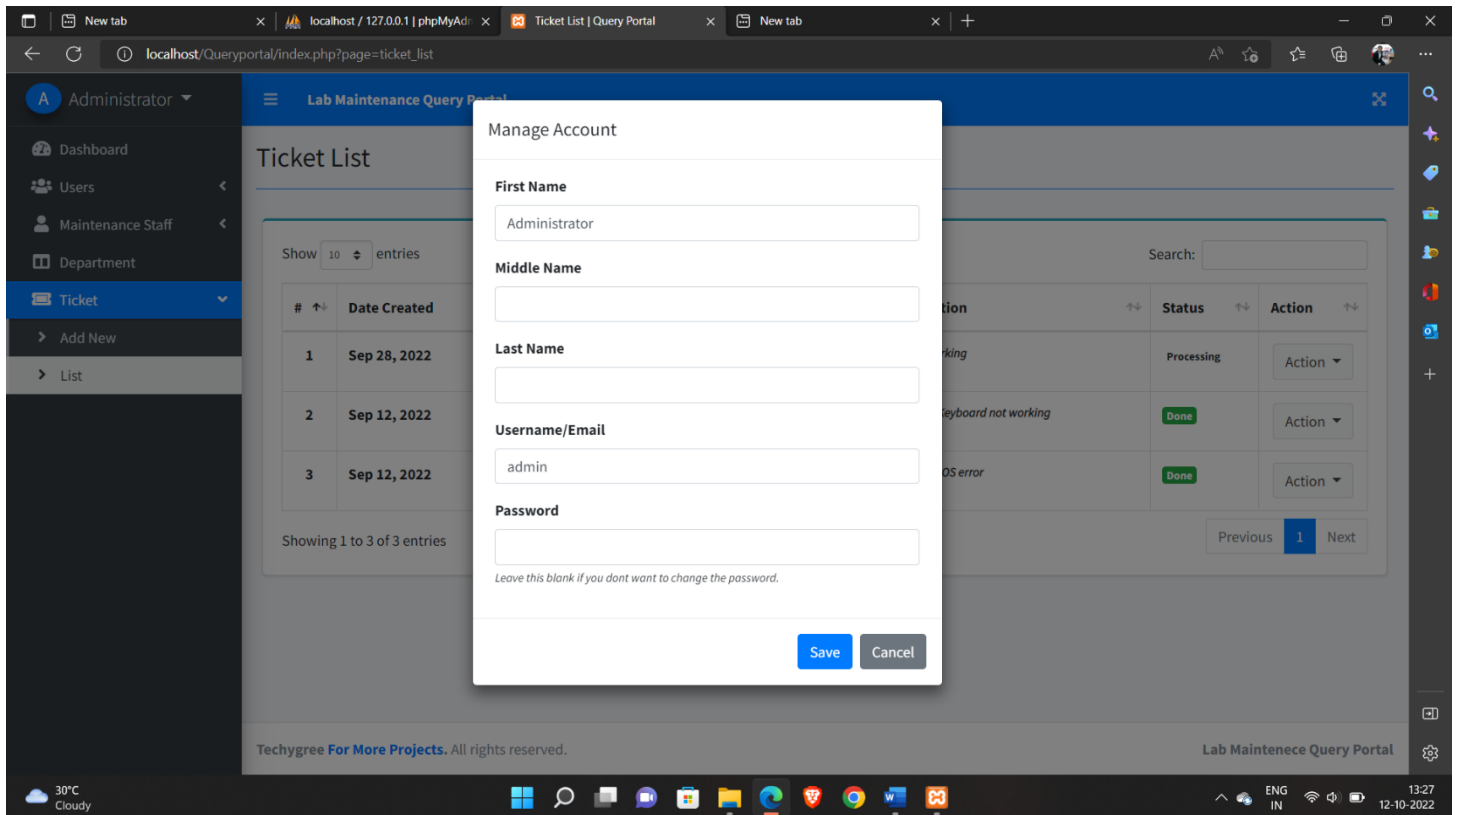 New tab
localhost / 127.0.0.1 | phpMyAdn
Ticket List | Query Portal
New tab
localhost/Queryportal/index.php?page=ticket_list
A Administrator
Lab Maintenance Query Portal
Dashboard
Users
Maintenance Staff
Department
Ticket
Add New
List
Ticket List
Show 10 entries
Search:
# Date Created tion Status Action
1 Sep 28, 2022 rking Processing Action
2 Sep 12, 2022 Keyboard not working Done Action
3 Sep 12, 2022 OS error Done Action
Showing 1 to 3 of 3 entries
Previous 1 Next
Manage Account
First Name
Administrator
Middle Name
Last Name
Username/Email
admin
Password
Leave this blank if you dont want to change the password.
Save Cancel
Techygree For More Projects. All rights reserved.
Lab Maintenece Query Portal
30°C
Cloudy
ENG
IN
13:27
12-10-2022